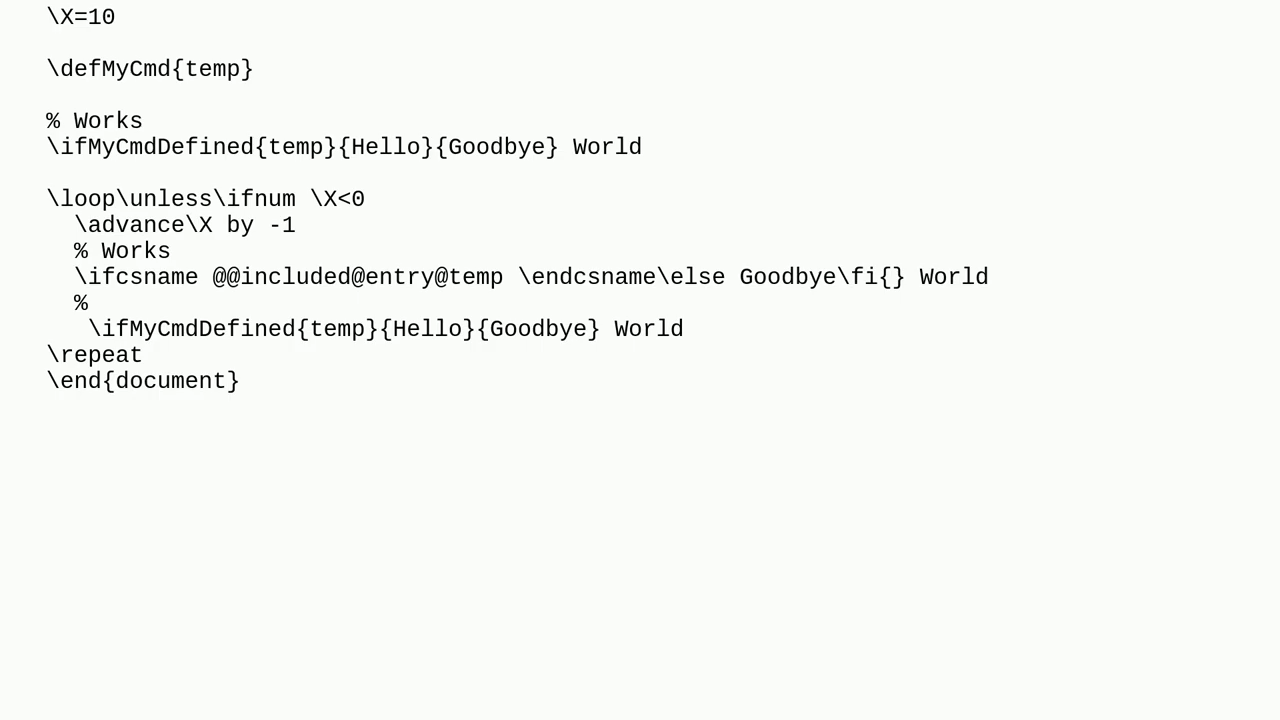 \X=10

\defMyCmd{temp}

% Works
\ifMyCmdDefined{temp}{Hello}{Goodbye} World

\loop\unless\ifnum \X<0
  \advance\X by -1
  % Works
  \ifcsname @@included@entry@temp \endcsname\else Goodbye\fi{} World
  %
   \ifMyCmdDefined{temp}{Hello}{Goodbye} World
\repeat
\end{document}